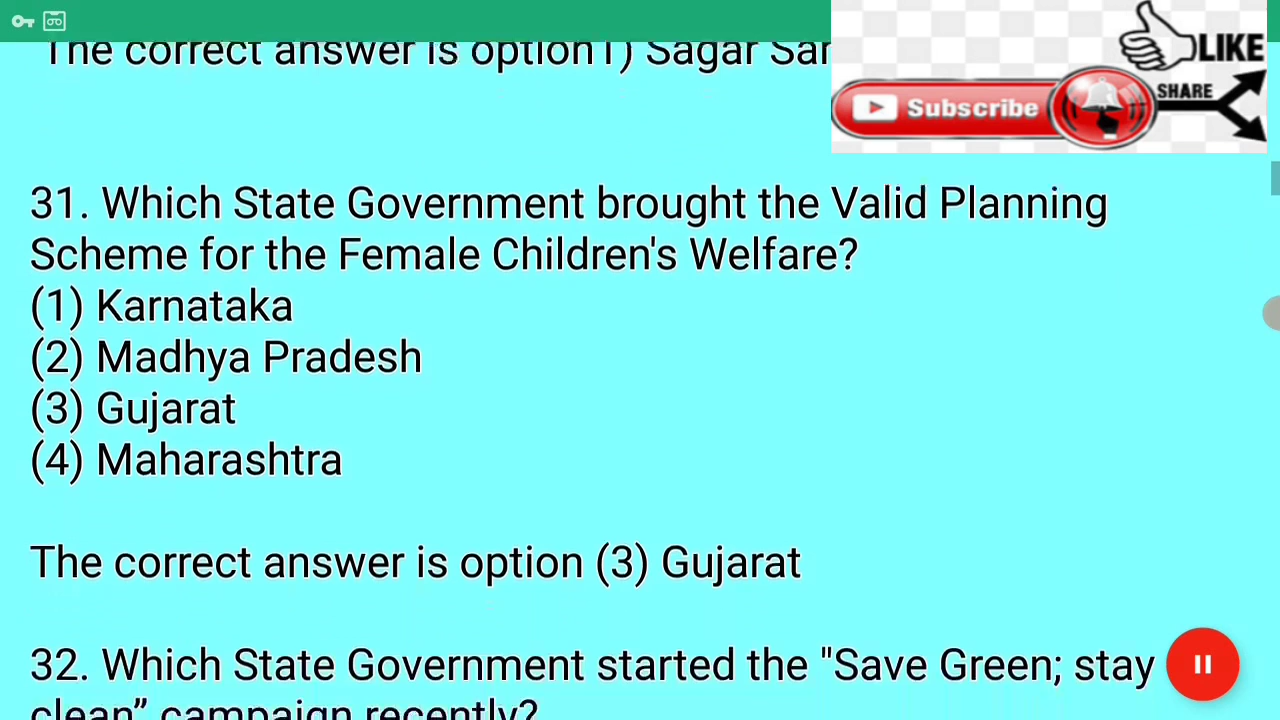 The correct answer is option1) Sagar
LIKE
SHARE
Subscribe
31. Which State Government brought the Valid Planning
Scheme for the Female Children's Welfare?
(1) Karnataka
(2) Madhya Pradesh
(3) Gujarat
(4) Maharashtra
The correct answer is option (3) Gujarat
32. Which State Government started the "Save Green; stay
clean” campaign recently?